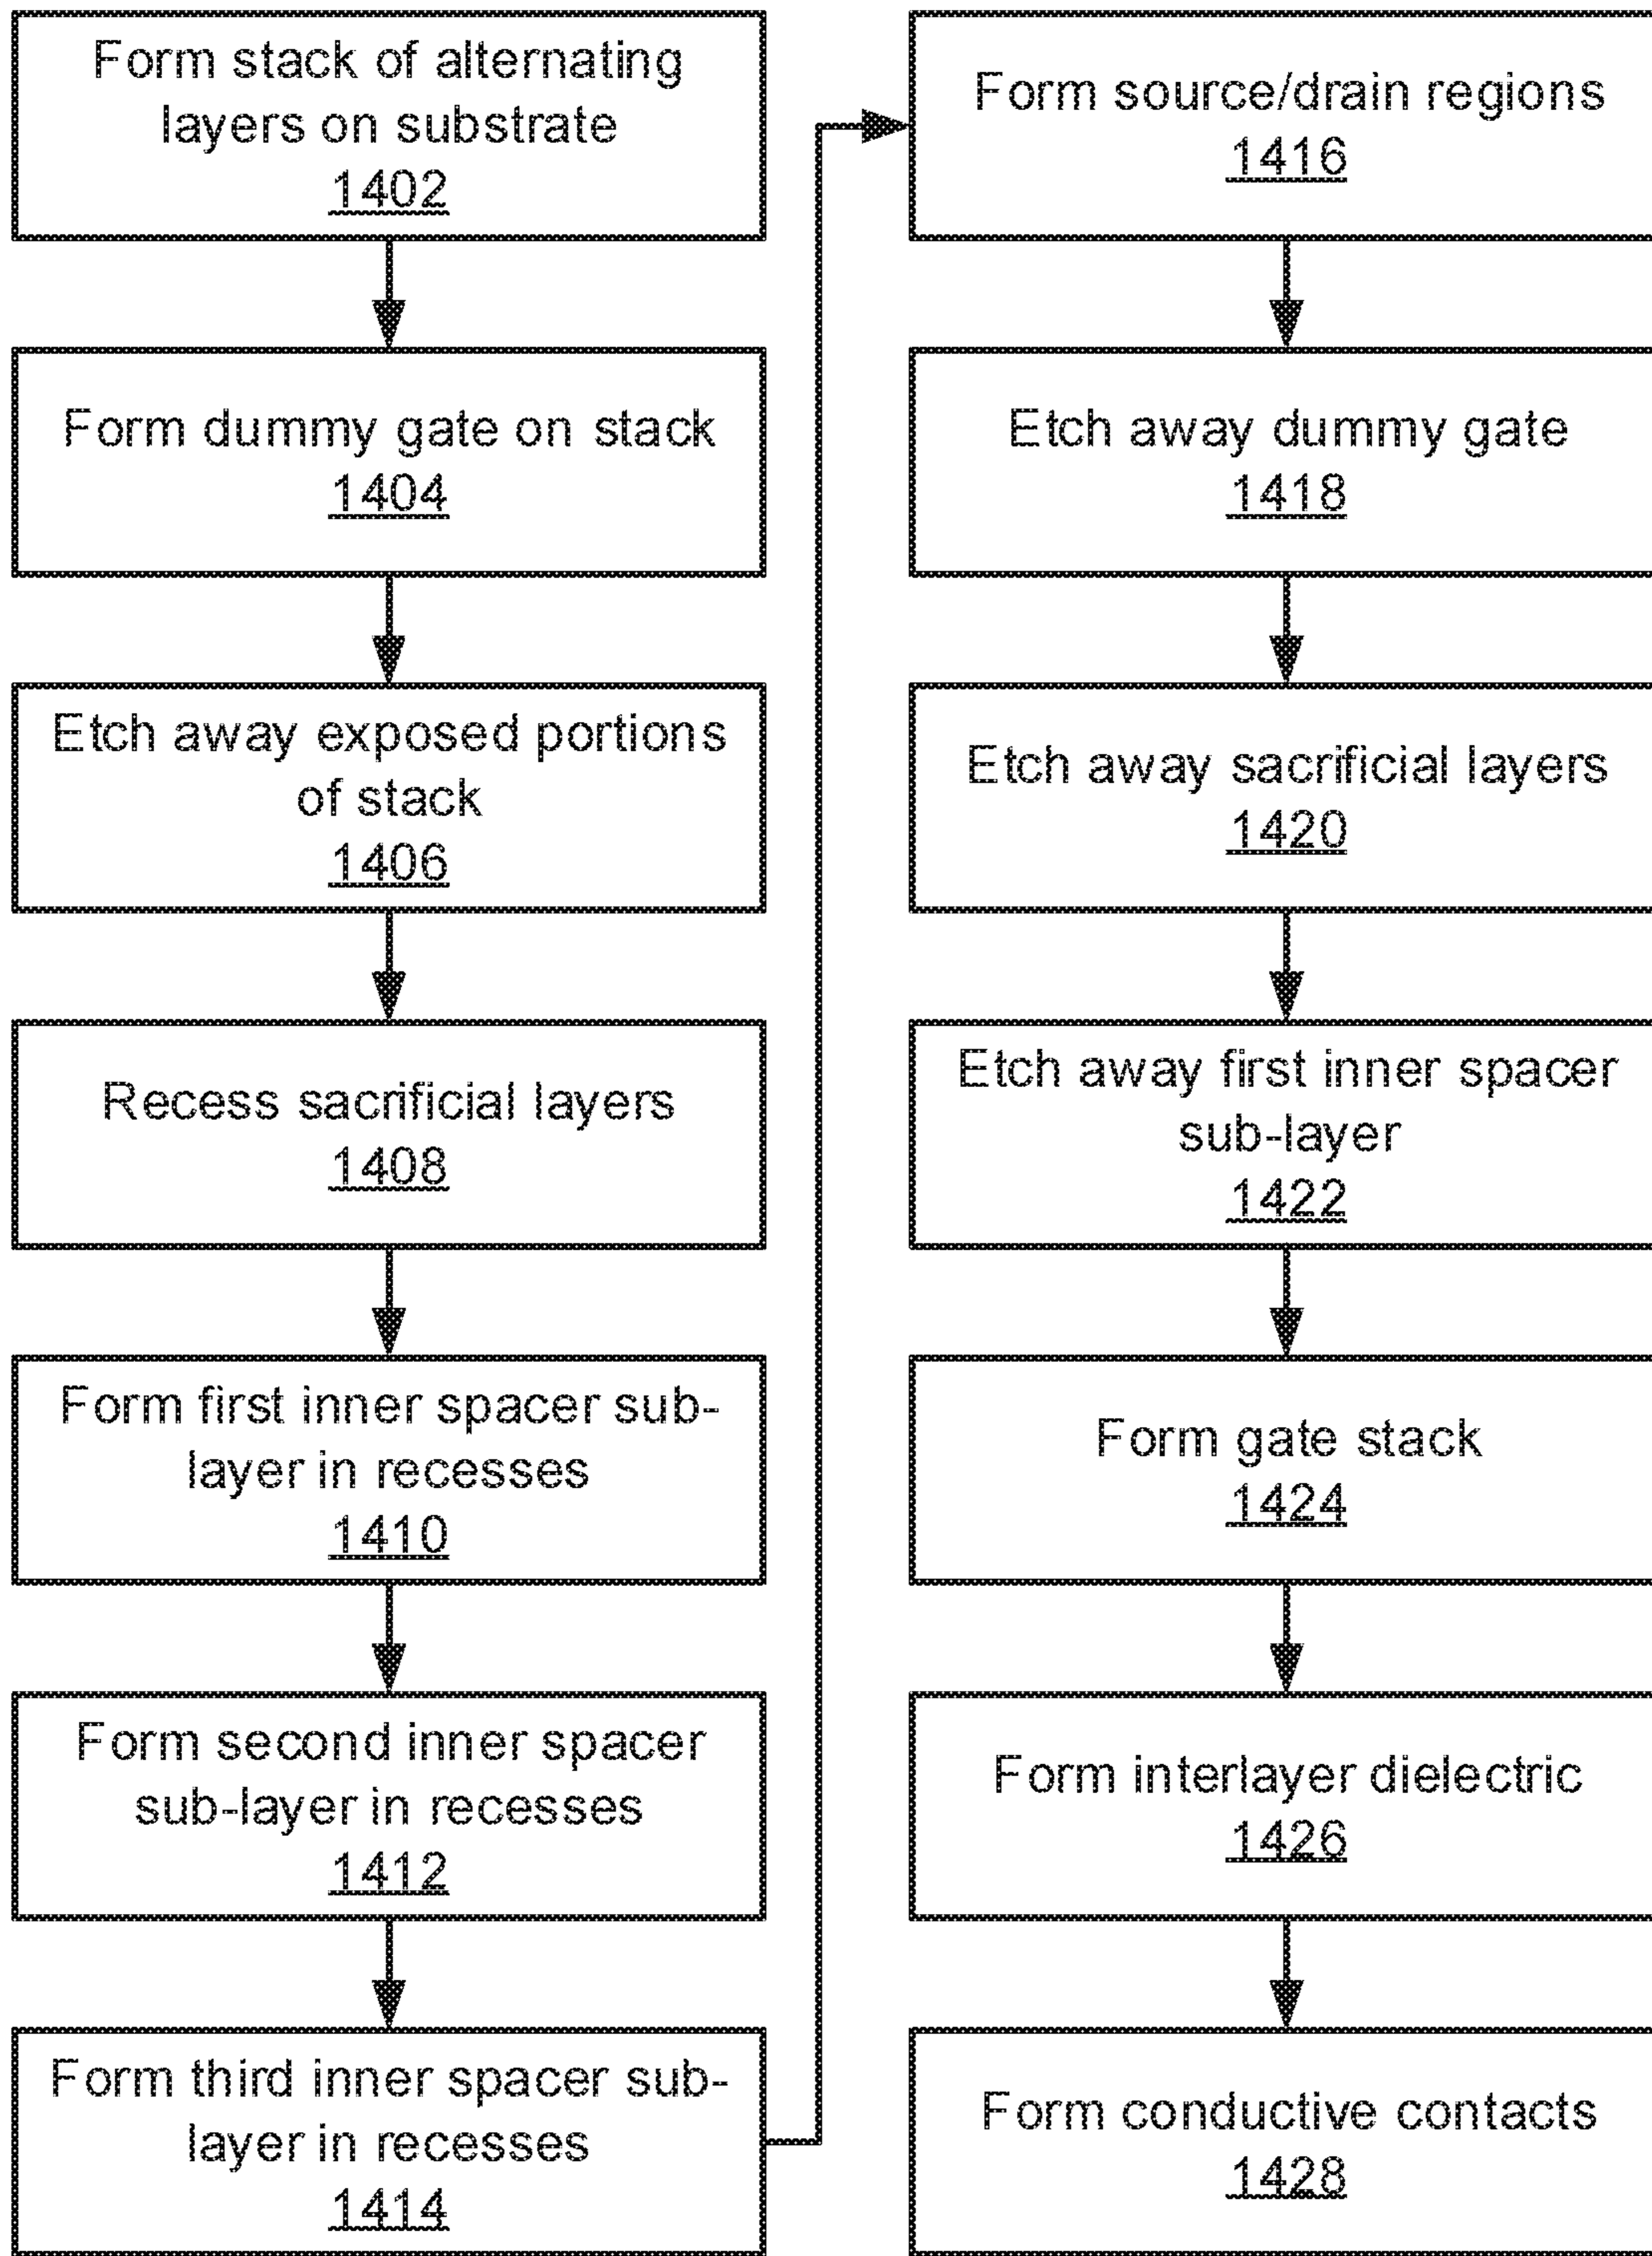 Form stack of alternating
layers on substrate
1402
Form dummy gate on stack
1404
Etch away exposed portions
of stack
1406
Recess sacrificial layers
1408
Form first inner spacer sub-
layer in recesses
1410
Form second inner spacer
sub-layer in recesses
1412
Form third inner spacer sub-
layer in recesses
1414
Form source/drain regions
1416
Etch away dummy gate
1418
Etch away sacrificial layers
1420
Etch away first inner spacer
sub-layer
1422
Form gate stack
1424
Form interlayer dielectric
1426
Form conductive contacts
1428